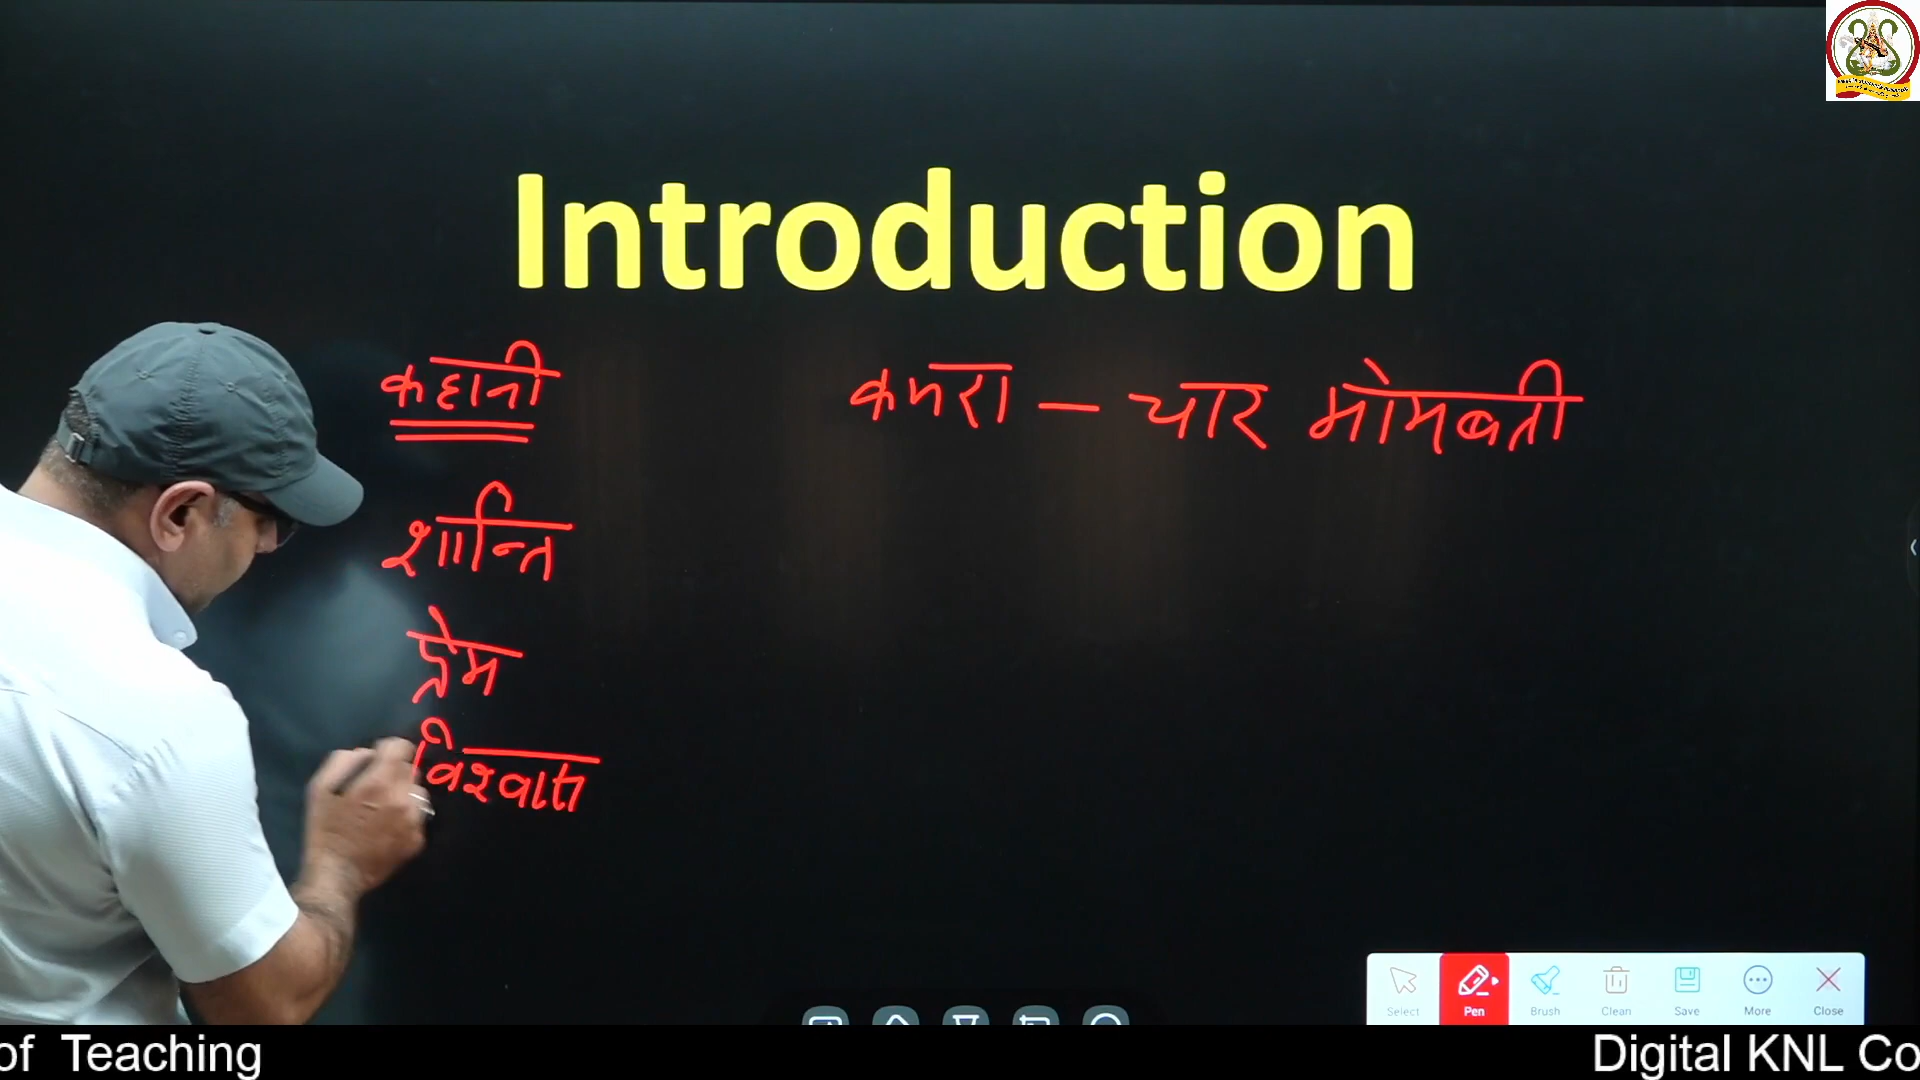 Introduction
कहानी
कमरा - चार मोमबती
शान्ति
प्रेम
विश्वास
Select Pen Brush Clean Save More Close
of Teaching
Digital KNL Co